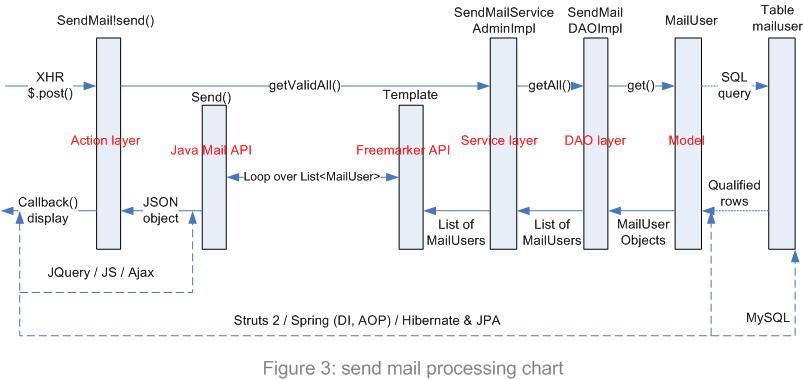 SendMail!send()
SendMailService
AdminImpl
SendMail
DAOImpl
MailUser
Table
mailuser
XHR
$.post()
getValidAll()
getAll()
get()
SQL
query
Send()
Template
Action layer
Java Mail API
Freemarker API
Service layer
DAO layer
Model
Loop over List<MailUser>
Callback()
display
JSON
object
List of
MailUsers
List of
MailUsers
MailUser
Objects
Qualified
rows
JQuery / JS / Ajax
Struts 2 / Spring (DI, AOP) / Hibernate & JPA
MySQL
Figure 3: send mail processing chart